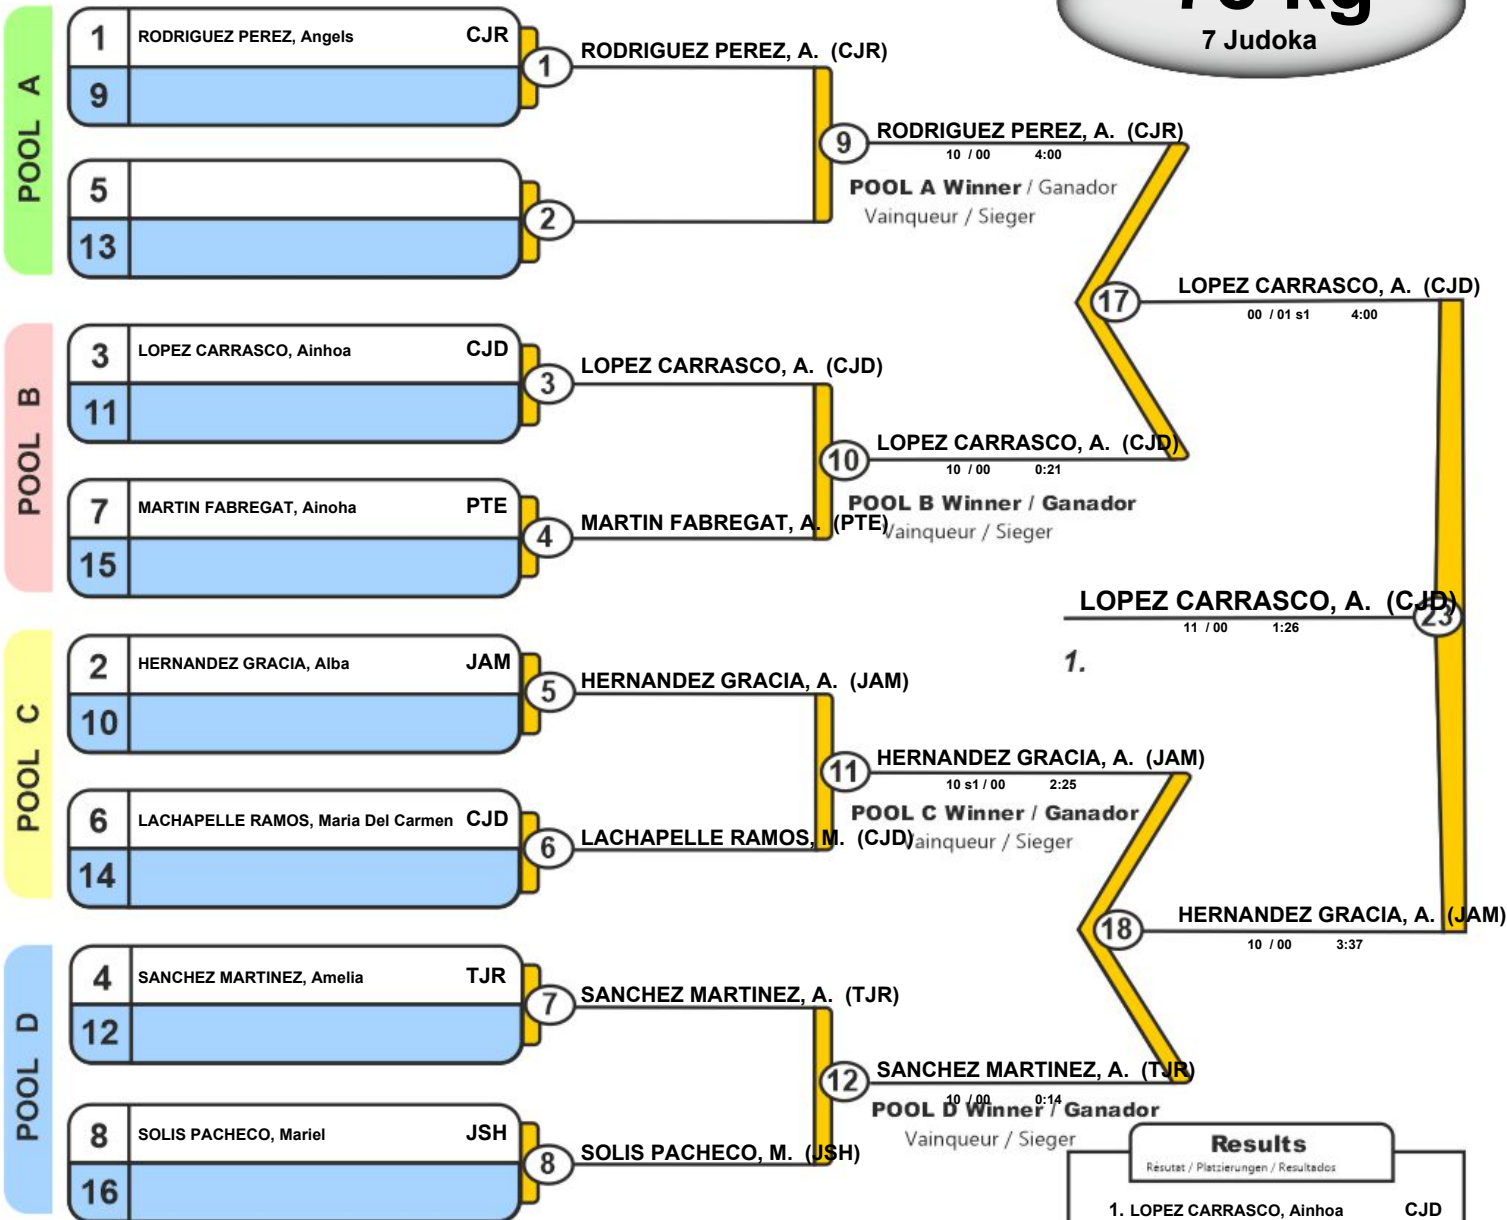 7 Judoka
POOL A
1 RODRIGUEZ PEREZ, Angels CJR
9
5
13
1 RODRIGUEZ PEREZ, A. (CJR)
2
9 RODRIGUEZ PEREZ, A. (CJR)
10 / 00 4:00
POOL A Winner / Ganador
Vainqueur / Sieger
POOL B
3 LOPEZ CARRASCO, Ainhoa CJD
11
7 MARTIN FABREGAT, Ainoha PTE
15
3 LOPEZ CARRASCO, A. (CJD)
4 MARTIN FABREGAT, A. (PTE)
10 LOPEZ CARRASCO, A. (CJD)
10 / 00 0:21
POOL B Winner / Ganador
Vainqueur / Sieger
17 LOPEZ CARRASCO, A. (CJD)
00 / 01 s1 4:00
LOPEZ CARRASCO, A. (CJD)
23
11 / 00 1:26
1.
POOL C
2 HERNANDEZ GRACIA, Alba JAM
10
6 LACHAPELLE RAMOS, Maria Del Carmen CJD
14
5 HERNANDEZ GRACIA, A. (JAM)
6 LACHAPELLE RAMOS, M. (CJD)
11 HERNANDEZ GRACIA, A. (JAM)
10 s1 / 00 2:25
POOL C Winner / Ganador
Vainqueur / Sieger
18 HERNANDEZ GRACIA, A. (JAM)
10 / 00 3:37
POOL D
4 SANCHEZ MARTINEZ, Amelia TJR
12
8 SOLIS PACHECO, Mariel JSH
16
7 SANCHEZ MARTINEZ, A. (TJR)
8 SOLIS PACHECO, M. (JSH)
12 SANCHEZ MARTINEZ, A. (TJR)
10 / 00 0:14
POOL D Winner / Ganador
Vainqueur / Sieger
Results
Résutat / Platzierungen / Resultados
1. LOPEZ CARRASCO, Ainhoa CJD